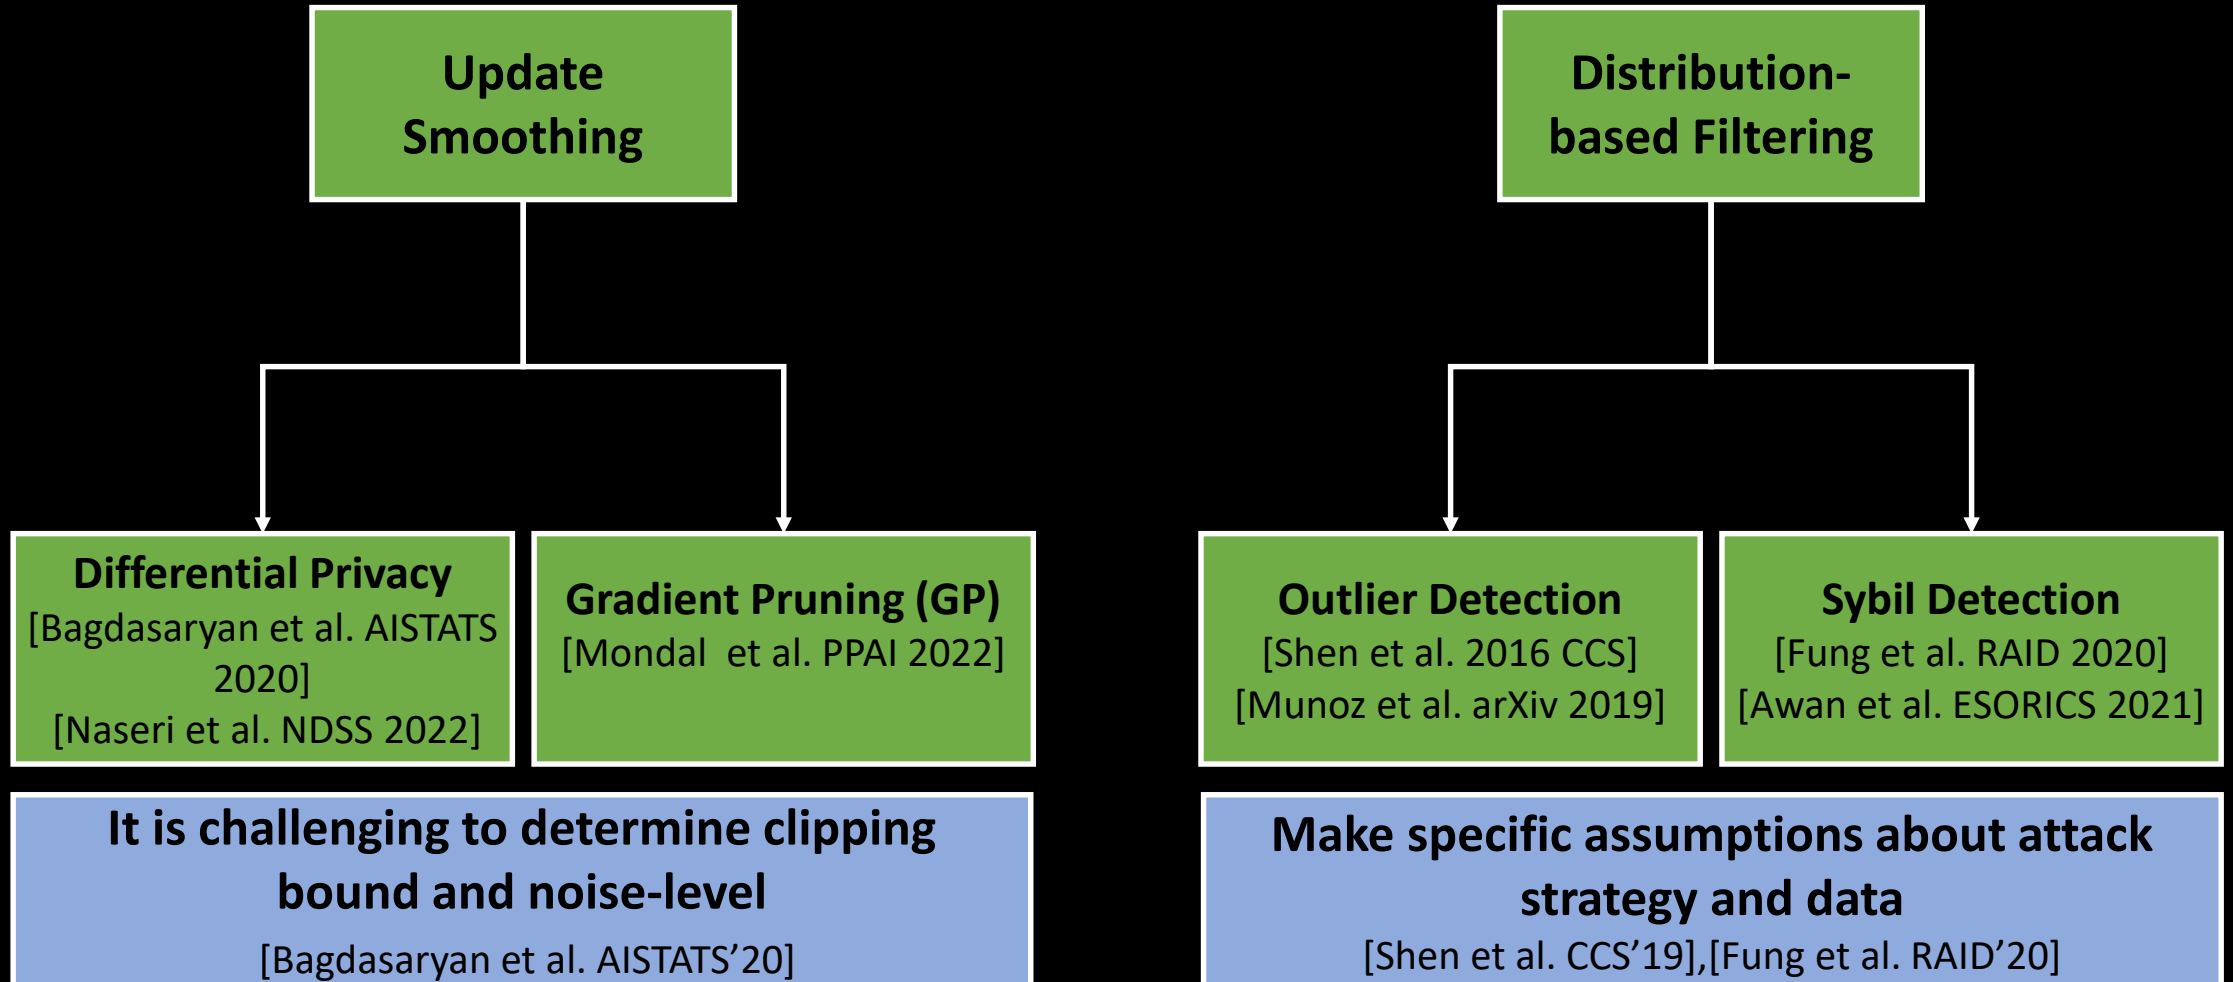 Update
Smoothing
Distribution-
based Filtering
Differential Privacy
[Bagdasaryan et al. AISTATS
2020]
[Naseri et al. NDSS 2022]
Gradient Pruning (GP)
[Mondal  et al. PPAI 2022]
Outlier Detection
[Shen et al. 2016 CCS]
[Munoz et al. arXiv 2019]
Sybil Detection
[Fung et al. RAID 2020]
[Awan et al. ESORICS 2021]
It is challenging to determine clipping
bound and noise-level
[Bagdasaryan et al. AISTATS’20]
Make specific assumptions about attack
strategy and data
[Shen et al. CCS’19],[Fung et al. RAID’20]